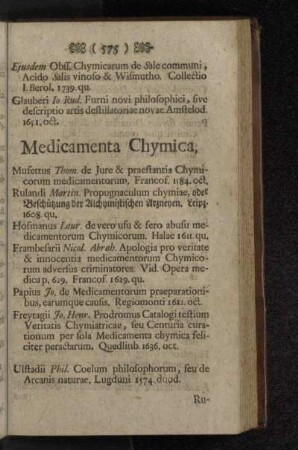 ( 575 )
Ejusdem Obss. Chymicarum de Sale communi,
Acido Salis vinoso & Wismutho. Collectio
I. Berol. 1739. qu.
Glauberi Jo Rud. Furni novi philosophici, sive
descriptio artis destillatoriae novae Amstelod.
1651. oct.
Medicamenta Chymica,
Mufettus Thom. de Jure & praestantia Chymi-
corum medicamentorum, Francof. 1184. oct.
Rulandi Martin. Propugnaculum chymiae, oder
Beschützung der Alchymistischen Artzneyen. Leipz.
1608. qu.
Hofmanus Laur. de vero usu & fero abusu me-
dicamentorum Chymicorum. Halae 1611. qu.
Frambesarii Nicol. Abrah. Apologia pro veritate
& innocentia medicamentorum Chymico-
rum adversus criminatores. Vid. Opera me-
dica p. 629. Francof. 1629. qu.
Papius Jo, de Medicamentorum praeparationi-
bus, earumque causis, Regiomonti 1621. oct.
Freytagii Jo. Henr. Prodromus Catalogi testium
Veritatis Chymiatricae, seu Centuria cura-
tionum per sola Medicamenta chymica feli-
citer peractarum. Quedlinb. 1636. oct.
Ulstadii Phil. Coelum philosophorum, seu de
Arcanis naturae, Lugduni 1574. duod.
Ru-